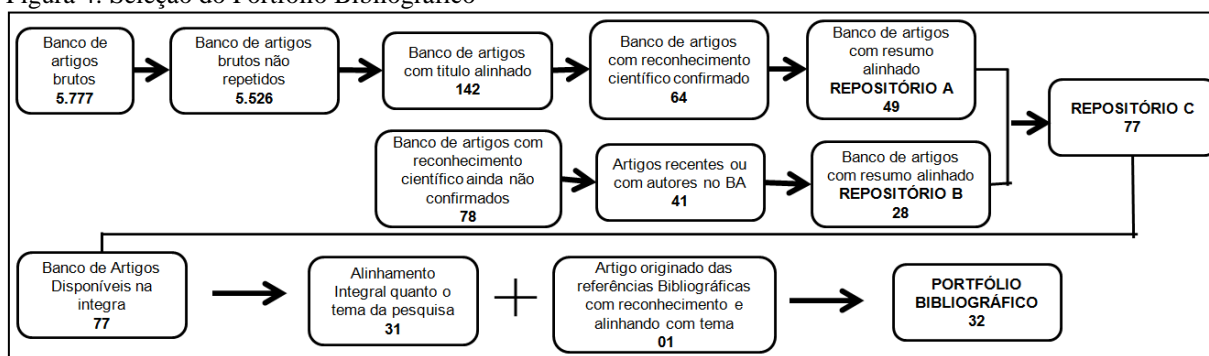 Figura 4: Seleção do Portfólio Bibliográfico
Banco de
artigos
brutos
5.777
Banco de artigos
brutos não
repetidos
5.526
Banco de artigos
com titulo alinhado
142
Banco de artigos
com reconhecimento
científico confirmado
64
Banco de artigos
com resumo
alinhado
REPOSITÓRIO A
49
REPOSITÓRIO C
77
Banco de artigos com
reconhecimento
científico ainda não
confirmados
78
Artigos recentes ou
com autores no BA
41
Banco de artigos
com resumo alinhado
REPOSITÓRIO B
28
Banco de Artigos
Disponíveis na
integra
77
Alinhamento
Integral quanto o
tema da pesquisa
31
Artigo originado das
referências Bibliográficas
com reconhecimento e
alinhando com tema
01
PORTFÓLIO
BIBLIOGRÁFICO
32